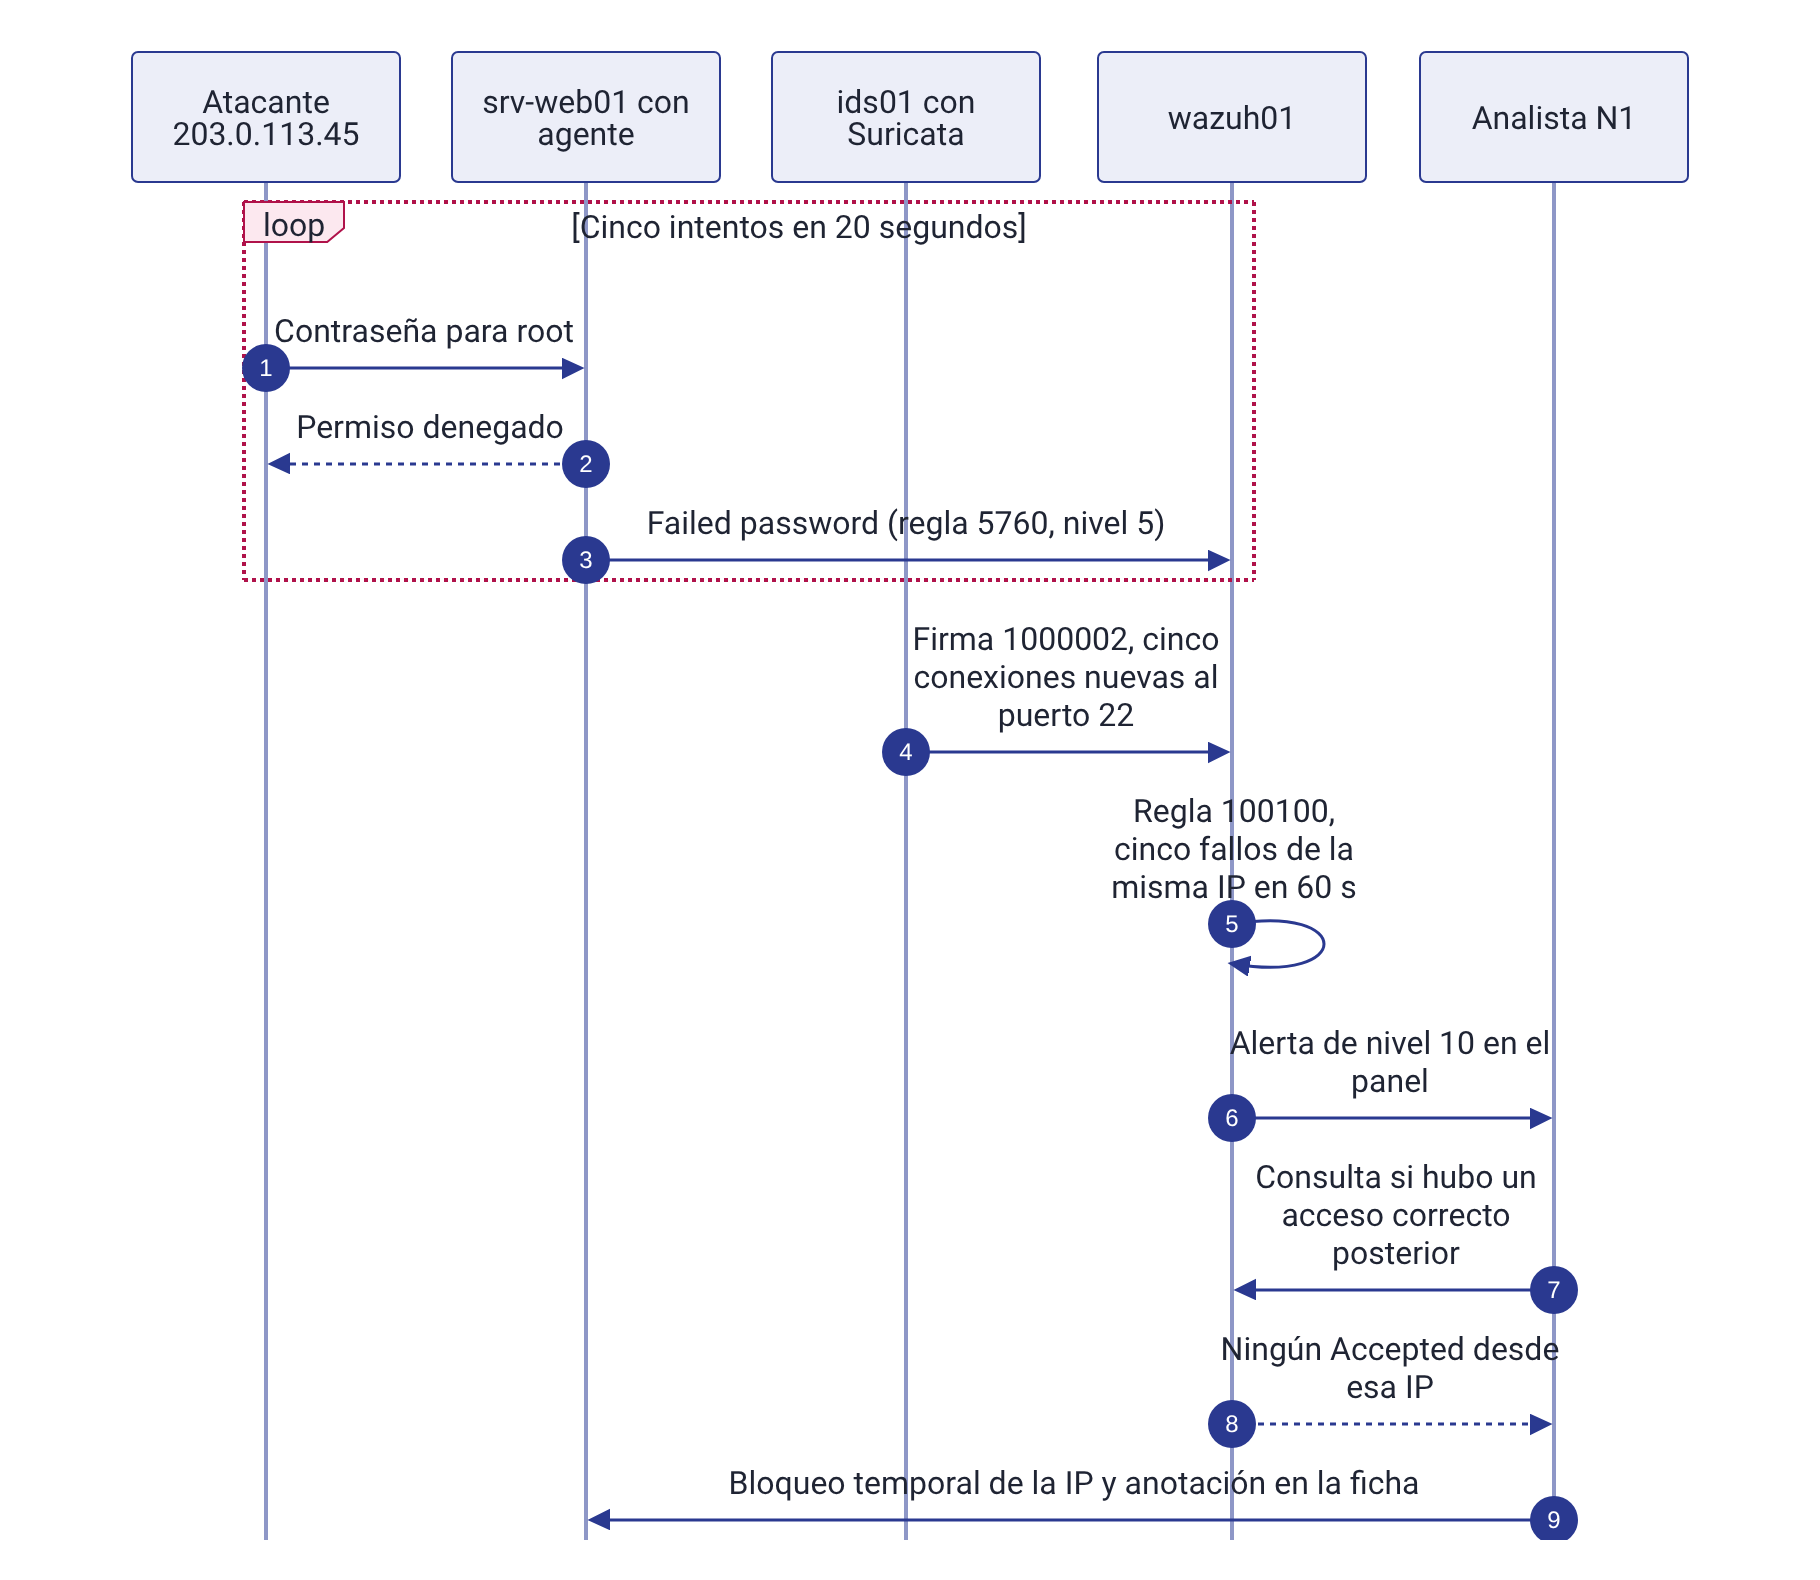 Atacante
203.0.113.45
srv-web01 con
agente
ids01 con
Suricata
wazuh01
Analista N1
loop
[Cinco intentos en 20 segundos]
Contraseña para root
1
Permiso denegado
2
Failed password (regla 5760, nivel 5)
3
Firma 1000002, cinco
conexiones nuevas al
puerto 22
4
Regla 100100,
cinco fallos de la
misma IP en 60 s
5
Alerta de nivel 10 en el
panel
6
Consulta si hubo un
acceso correcto
posterior
7
Ningún Accepted desde
esa IP
8
Bloqueo temporal de la IP y anotación en la ficha
9